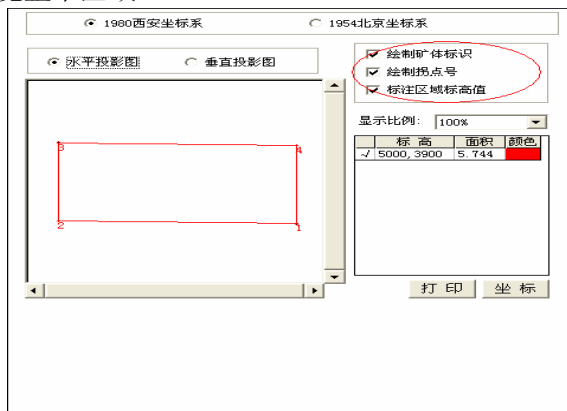 1980西安坐标系
1954北京坐标系
水平投影图
垂直投影图
绘制矿体标识
绘制拐点号
标注区域标高值
显示比例:
100%
标 高 面积 颜色
√ 5000,3900 5.744
3
4
2
1
打 印
坐 标